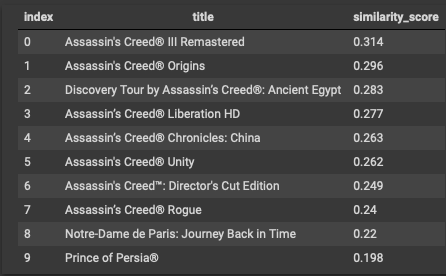 index title similarity_score
0 Assassin's Creed® III Remastered 0.314
1 Assassin's Creed® Origins 0.296
2 Discovery Tour by Assassin’s Creed®: Ancient Egypt 0.283
3 Assassin’s Creed® Liberation HD 0.277
4 Assassin’s Creed® Chronicles: China 0.263
5 Assassin's Creed® Unity 0.262
6 Assassin's Creed™: Director's Cut Edition 0.249
7 Assassin’s Creed® Rogue 0.24
8 Notre-Dame de Paris: Journey Back in Time 0.22
9 Prince of Persia® 0.198